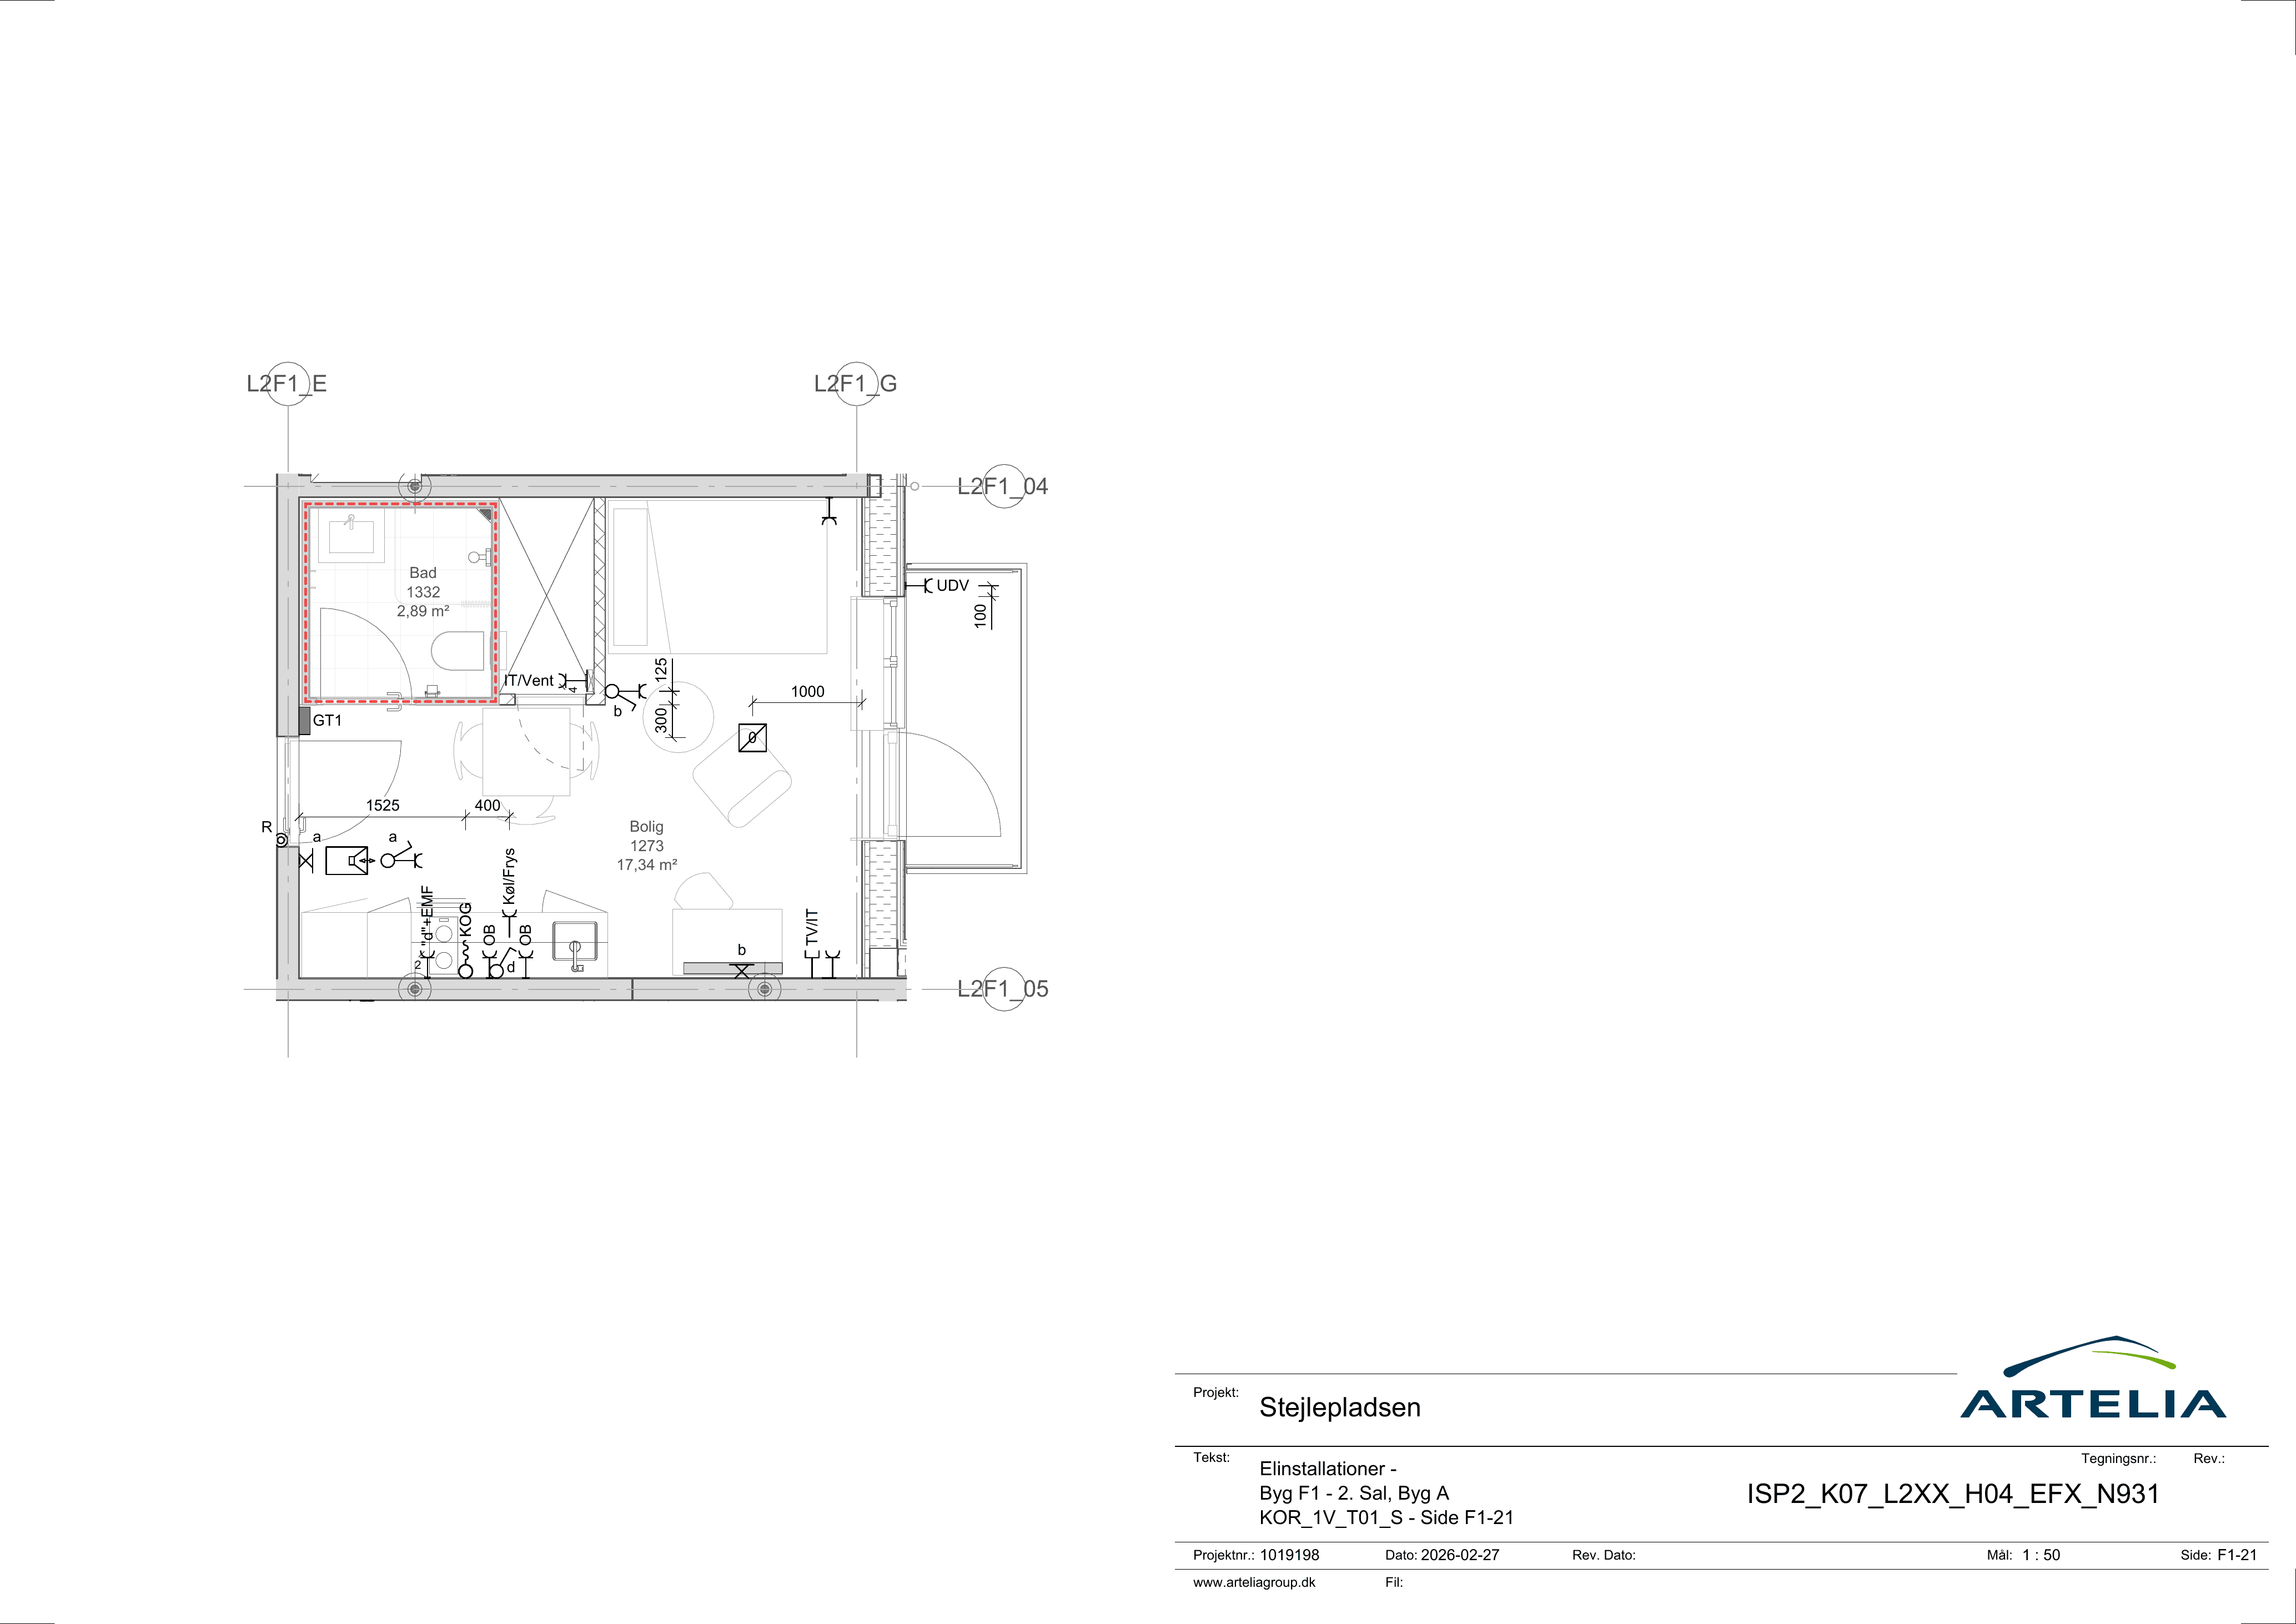 L2F1_E
L2F1_G
L2F1_04
Bad
1332
2,89 m²
UDV
100
IT/Vent
4
125
b
300
1000
GT1
0
1525
400
R
a
a
Bolig
1273
17,34 m²
Køl/Frys
"d"+EMF
KOG
OB
OB
TV/IT
2
d
b
L2F1_05
ARTELIA
Projekt:
Stejlepladsen
Tekst:
Elinstallationer -
Byg F1 - 2. Sal, Byg A
KOR_1V_T01_S - Side F1-21
Tegningsnr.:
Rev.:
ISP2_K07_L2XX_H04_EFX_N931
Projektnr.: 1019198
Dato: 2026-02-27
Rev. Dato:
Mål: 1 : 50
Side: F1-21
www.arteliagroup.dk
Fil: